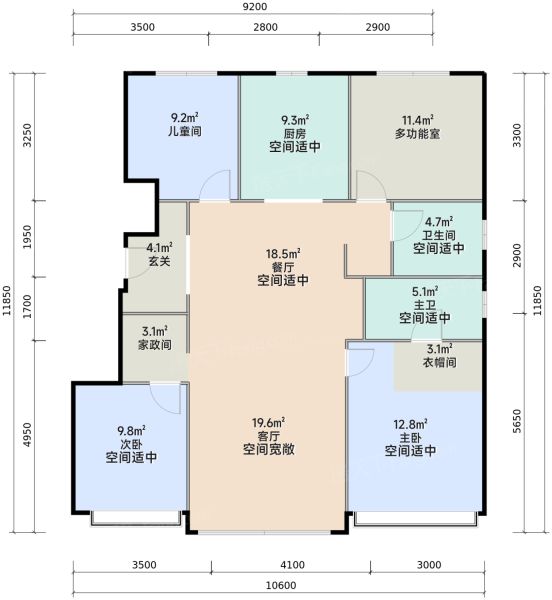 9200
3500
2800
2900
11850
3250
1950
1700
4950
9.2㎡
儿童间
9.3㎡
厨房
空间适中
11.4㎡
多功能室
4.1㎡
玄关
18.5㎡
餐厅
空间适中
4.7㎡
卫生间
空间适中
5.1㎡
主卫
空间适中
3.1㎡
家政间
3.1㎡
衣帽间
9.8㎡
次卧
空间适中
19.6㎡
客厅
空间宽敞
12.8㎡
主卧
空间适中
3300
2900
5650
11850
3500
4100
3000
10600